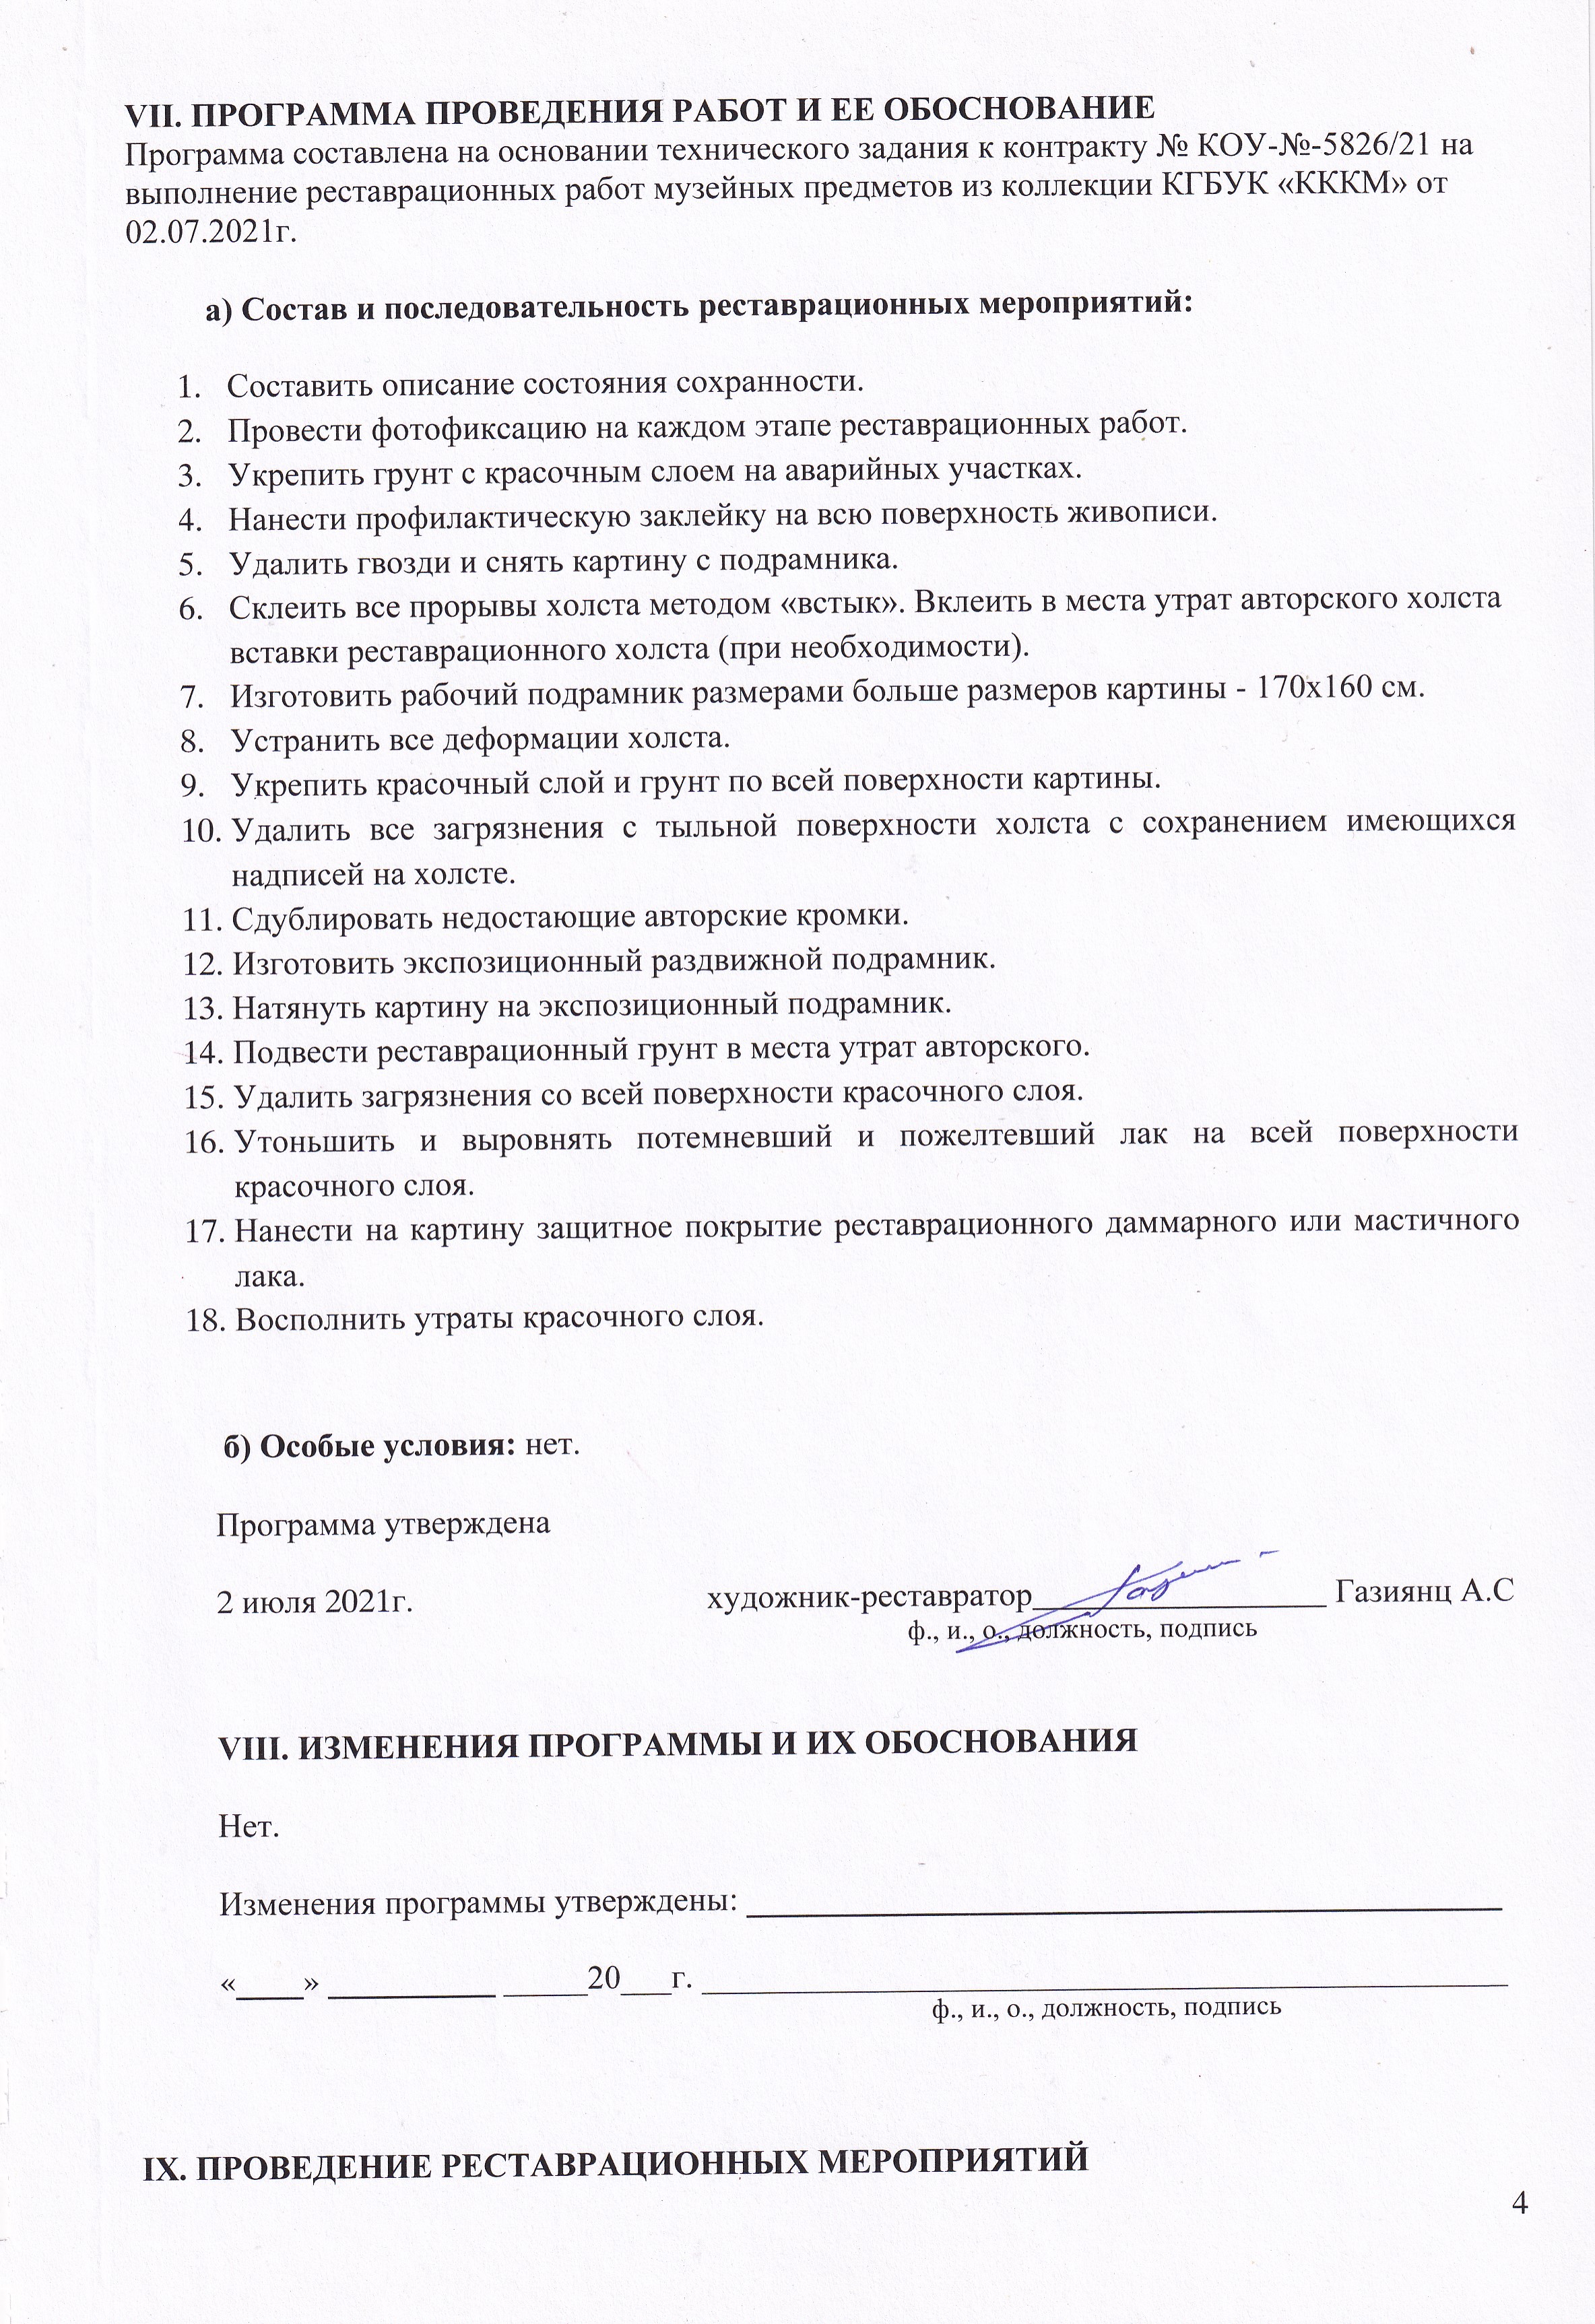 VII. ПРОГРАММА ПРОВЕДЕНИЯ РАБОТ И ЕЕ ОБОСНОВАНИЕ
Программа составлена на основании технического задания к контракту № КОУ-№-5826/21 на
выполнение реставрационных работ музейных предметов из коллекции КГБУК «КККМ» от
02.07.2021г.
а) Состав и последовательность реставрационных мероприятий:
1. Составить описание состояния сохранности.
2. Провести фотофиксацию на каждом этапе реставрационных работ.
3. Укрепить грунт с красочным слоем на аварийных участках.
4. Нанести профилактическую заклейку на всю поверхность живописи.
5. Удалить гвозди и снять картину с подрамника.
6. Склеить все прорывы холста методом «встык». Вклеить в места утрат авторского холста
вставки реставрационного холста (при необходимости).
7. Изготовить рабочий подрамник размерами больше размеров картины - 170х160 см.
8. Устранить все деформации холста.
9. Укрепить красочный слой и грунт по всей поверхности картины.
10. Удалить все загрязнения с тыльной поверхности холста с сохранением имеющихся
надписей на холсте.
11. Сдублировать недостающие авторские кромки.
12. Изготовить экспозиционный раздвижной подрамник.
13. Натянуть картину на экспозиционный подрамник.
14. Подвести реставрационный грунт в места утрат авторского.
15. Удалить загрязнения со всей поверхности красочного слоя.
16. Утоньшить и выровнять потемневший и пожелтевший лак на всей поверхности
красочного слоя.
17. Нанести на картину защитное покрытие реставрационного даммарного или мастичного
лака.
18. Восполнить утраты красочного слоя.
б) Особые условия: нет.
Программа утверждена
2 июля 2021г. художник-реставратор__________________ Газиянц А.С
ф., и., о., должность, подпись
VIII. ИЗМЕНЕНИЯ ПРОГРАММЫ И ИХ ОБОСНОВАНИЯ
Нет.
Изменения программы утверждены: ______________________________________________
«____» __________ _____20___г. ________________________________________________
ф., и., о., должность, подпись
IX. ПРОВЕДЕНИЕ РЕСТАВРАЦИОННЫХ МЕРОПРИЯТИЙ
4